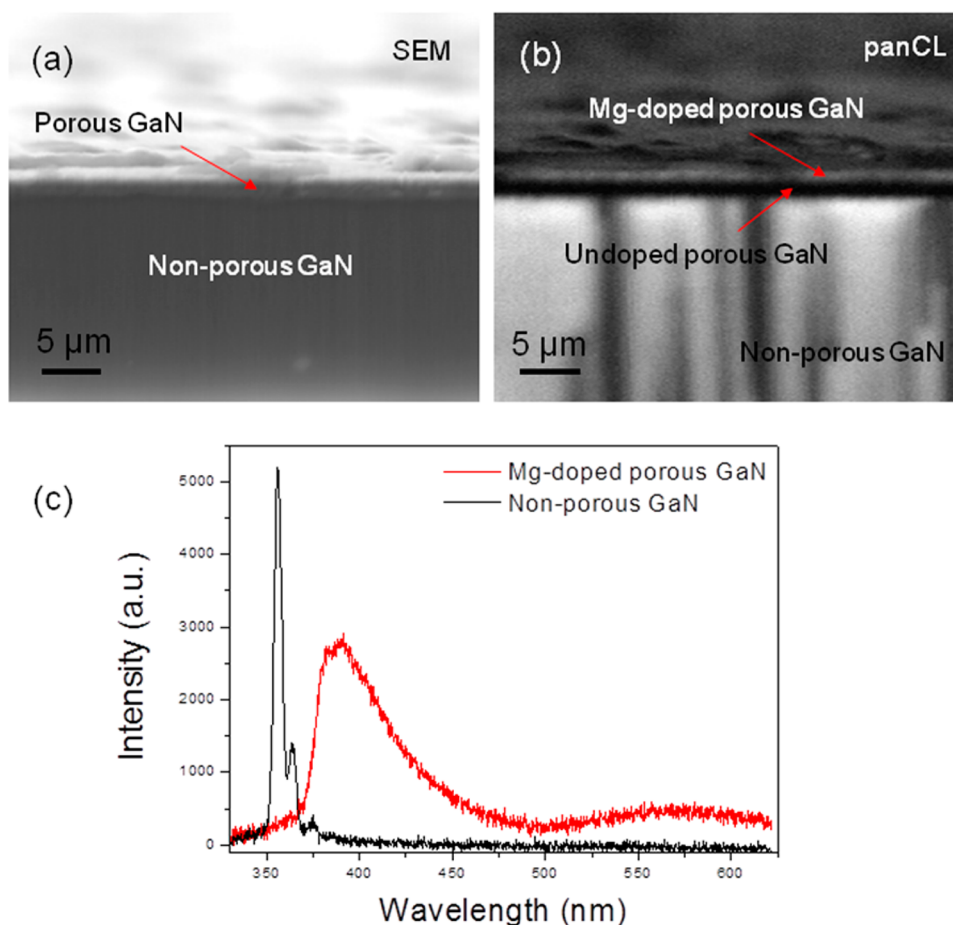 (a)
SEM
Porous GaN
Non-porous GaN
5 μm
(b)
panCL
Mg-doped porous GaN
Undoped porous GaN
Non-porous GaN
5 μm
(c)
Mg-doped porous GaN
Non-porous GaN
Intensity (a.u.)
5000
4000
3000
2000
1000
0
350 400 450 500 550 600
Wavelength (nm)